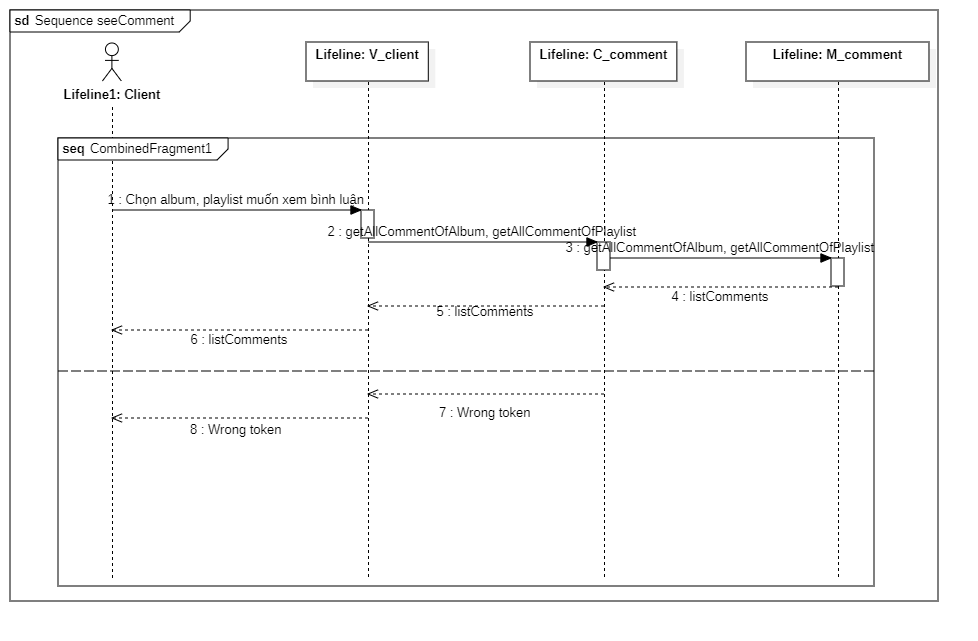 sd Sequence seeComment
Lifeline1: Client
Lifeline: V_client
Lifeline: C_comment
Lifeline: M_comment
seq CombinedFragment1
1 : Chọn album, playlist muốn xem bình luận
2 : getAllCommentOfAlbum, getAllCommentOfPlaylist
3 : getAllCommentOfAlbum, getAllCommentOfPlaylist
4 : listComments
5 : listComments
6 : listComments
7 : Wrong token
8 : Wrong token